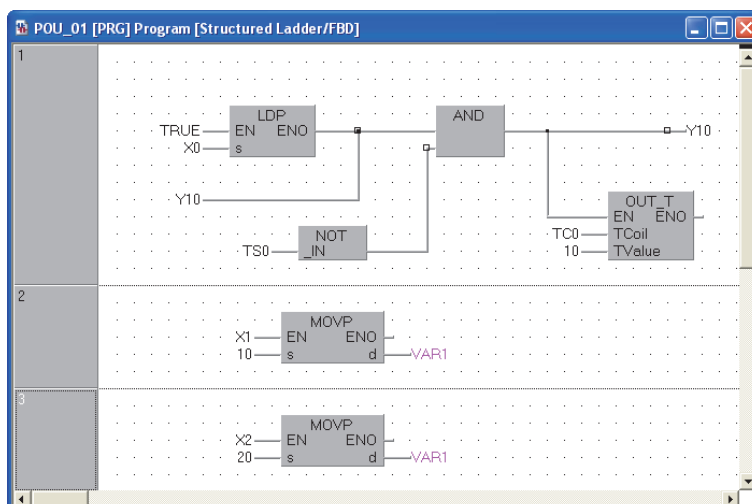 POU_01 [PRG] Program [Structured Ladder/FBD]
1
LDP
AND
TRUE EN ENO Y10
X0 s
Y10
OUT_T
NOT
EN ENO
TC0 TCoil
TS0 _IN
10 TValue
2
MOVP
X1 EN ENO
10 s d VAR1
3
MOVP
X2 EN ENO
20 s d VAR1